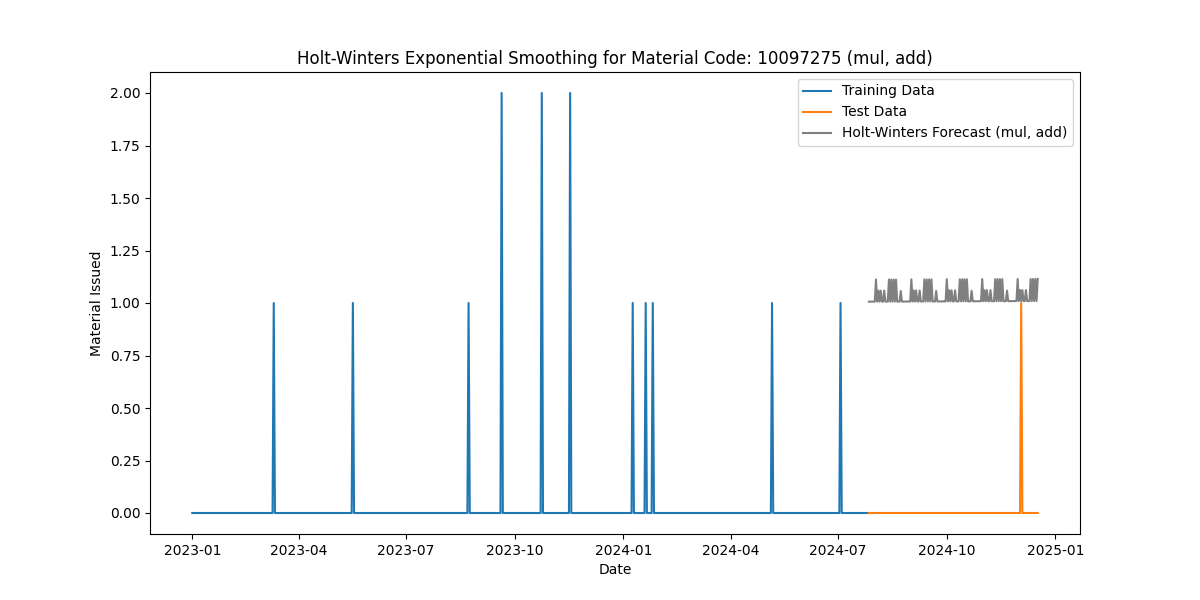 Holt-Winters Exponential Smoothing for Material Code: 10097275 (mul, add)
Training Data
Test Data
Holt-Winters Forecast (mul, add)
2.00
1.75
1.50
1.25
1.00
0.75
0.50
0.25
0.00
Material Issued
2023-01 2023-04 2023-07 2023-10 2024-01 2024-04 2024-07 2024-10 2025-01
Date